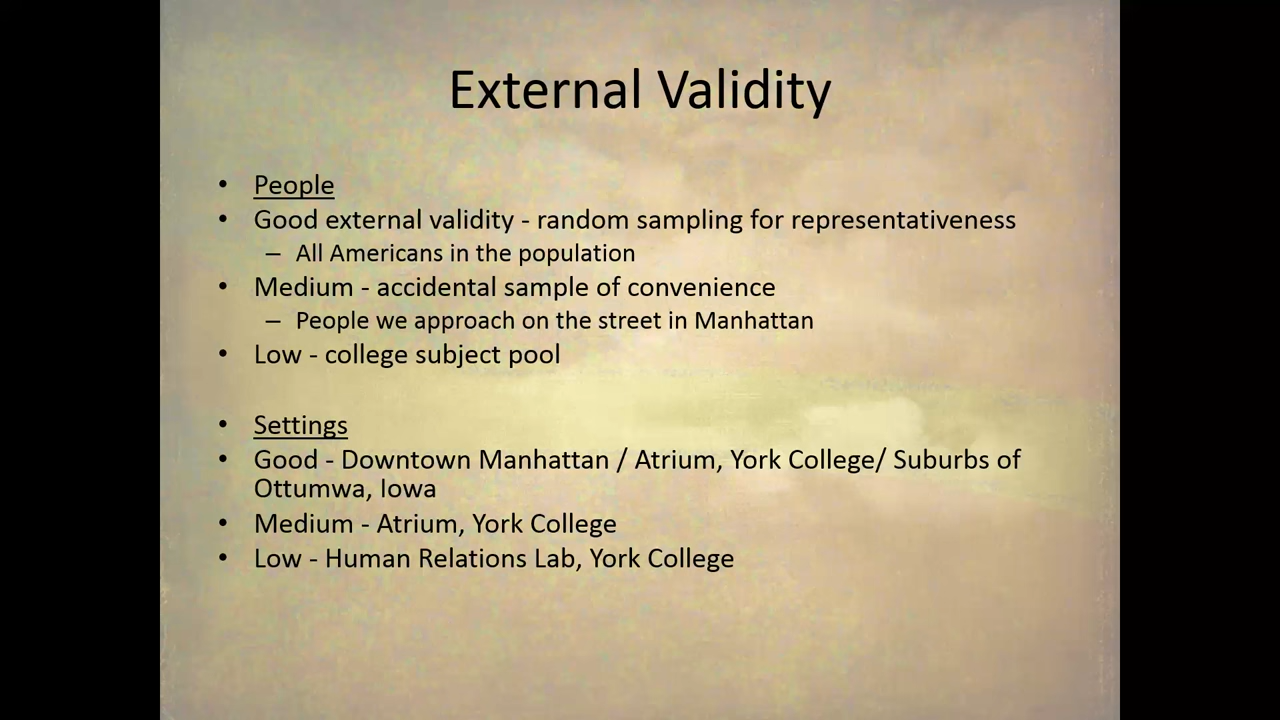 External Validity
• People
• Good external validity - random sampling for representativeness
– All Americans in the population
• Medium - accidental sample of convenience
– People we approach on the street in Manhattan
• Low - college subject pool
• Settings
• Good - Downtown Manhattan / Atrium, York College/ Suburbs of
Ottumwa, Iowa
• Medium - Atrium, York College
• Low - Human Relations Lab, York College